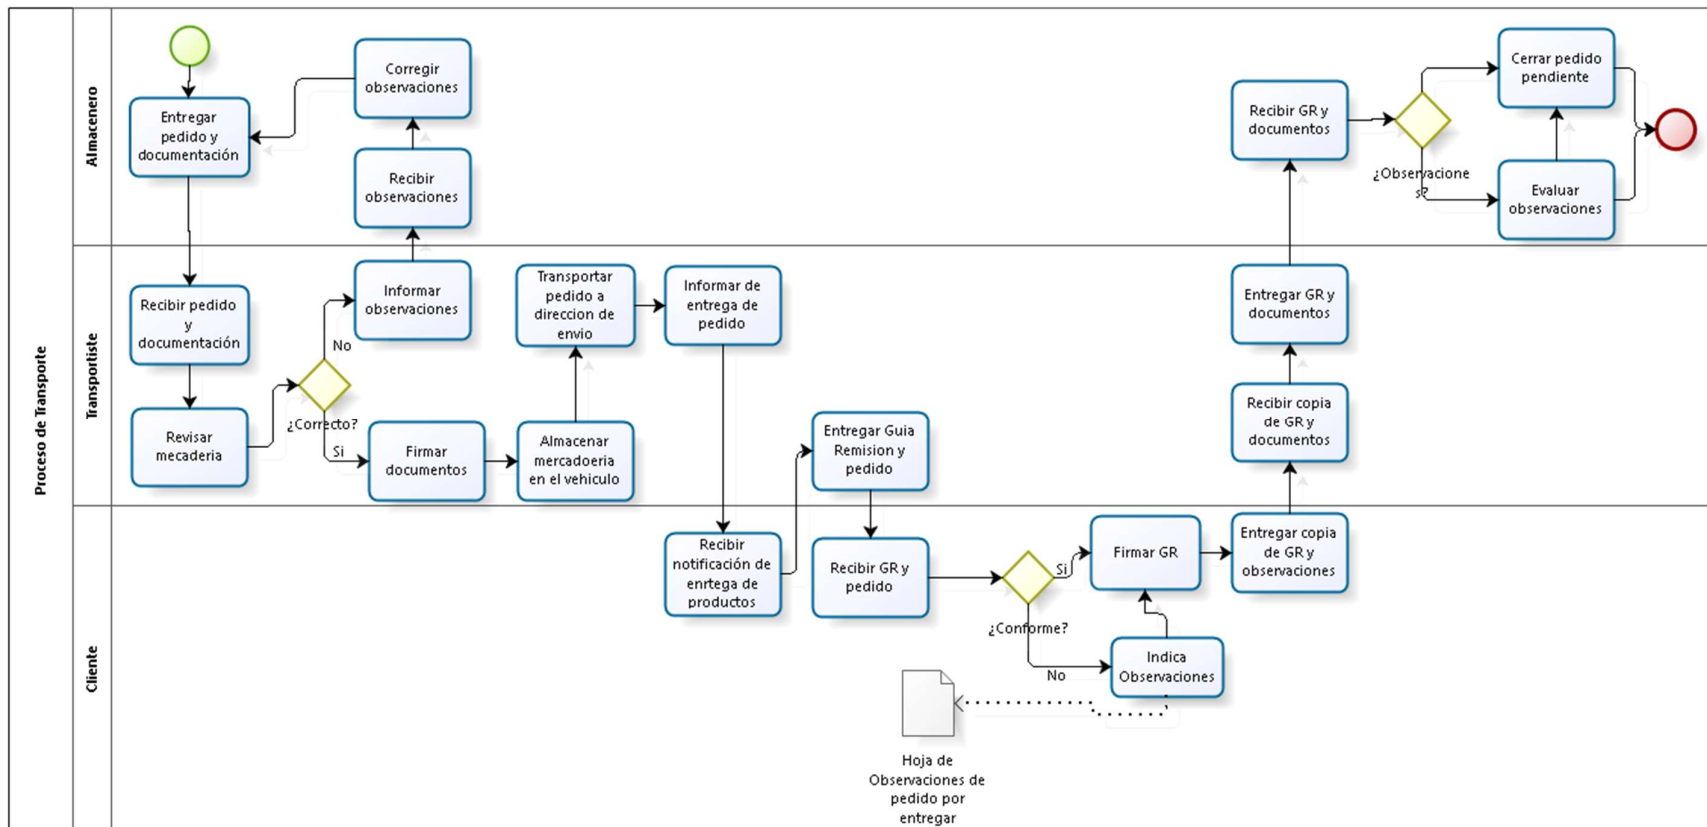 Proceso de Transporte
Almacenero
Entregar
pedido y
documentación
Corregir
observaciones
Recibir
observaciones
Recibir GR y
documentos
¿Observacione
s?
Cerrar pedido
pendiente
Evaluar
observaciones
Transportiste
Recibir pedido
y
documentación
Revisar
mecaderia
¿Correcto?
No
Si
Informar
observaciones
Firmar
documentos
Almacenar
mercadoeria
en el vehiculo
Transportar
pedido a
direccion de
envio
Informar de
entrega de
pedido
Entregar Guia
Remision y
pedido
Entregar GR y
documentos
Recibir copia
de GR y
documentos
Cliente
Recibir
notificación de
enrtega de
productos
Recibir GR y
pedido
¿Conforme?
Si
No
Firmar GR
Indica
Observaciones
Entregar copia
de GR y
observaciones
Hoja de
Observaciones de
pedido por
entregar